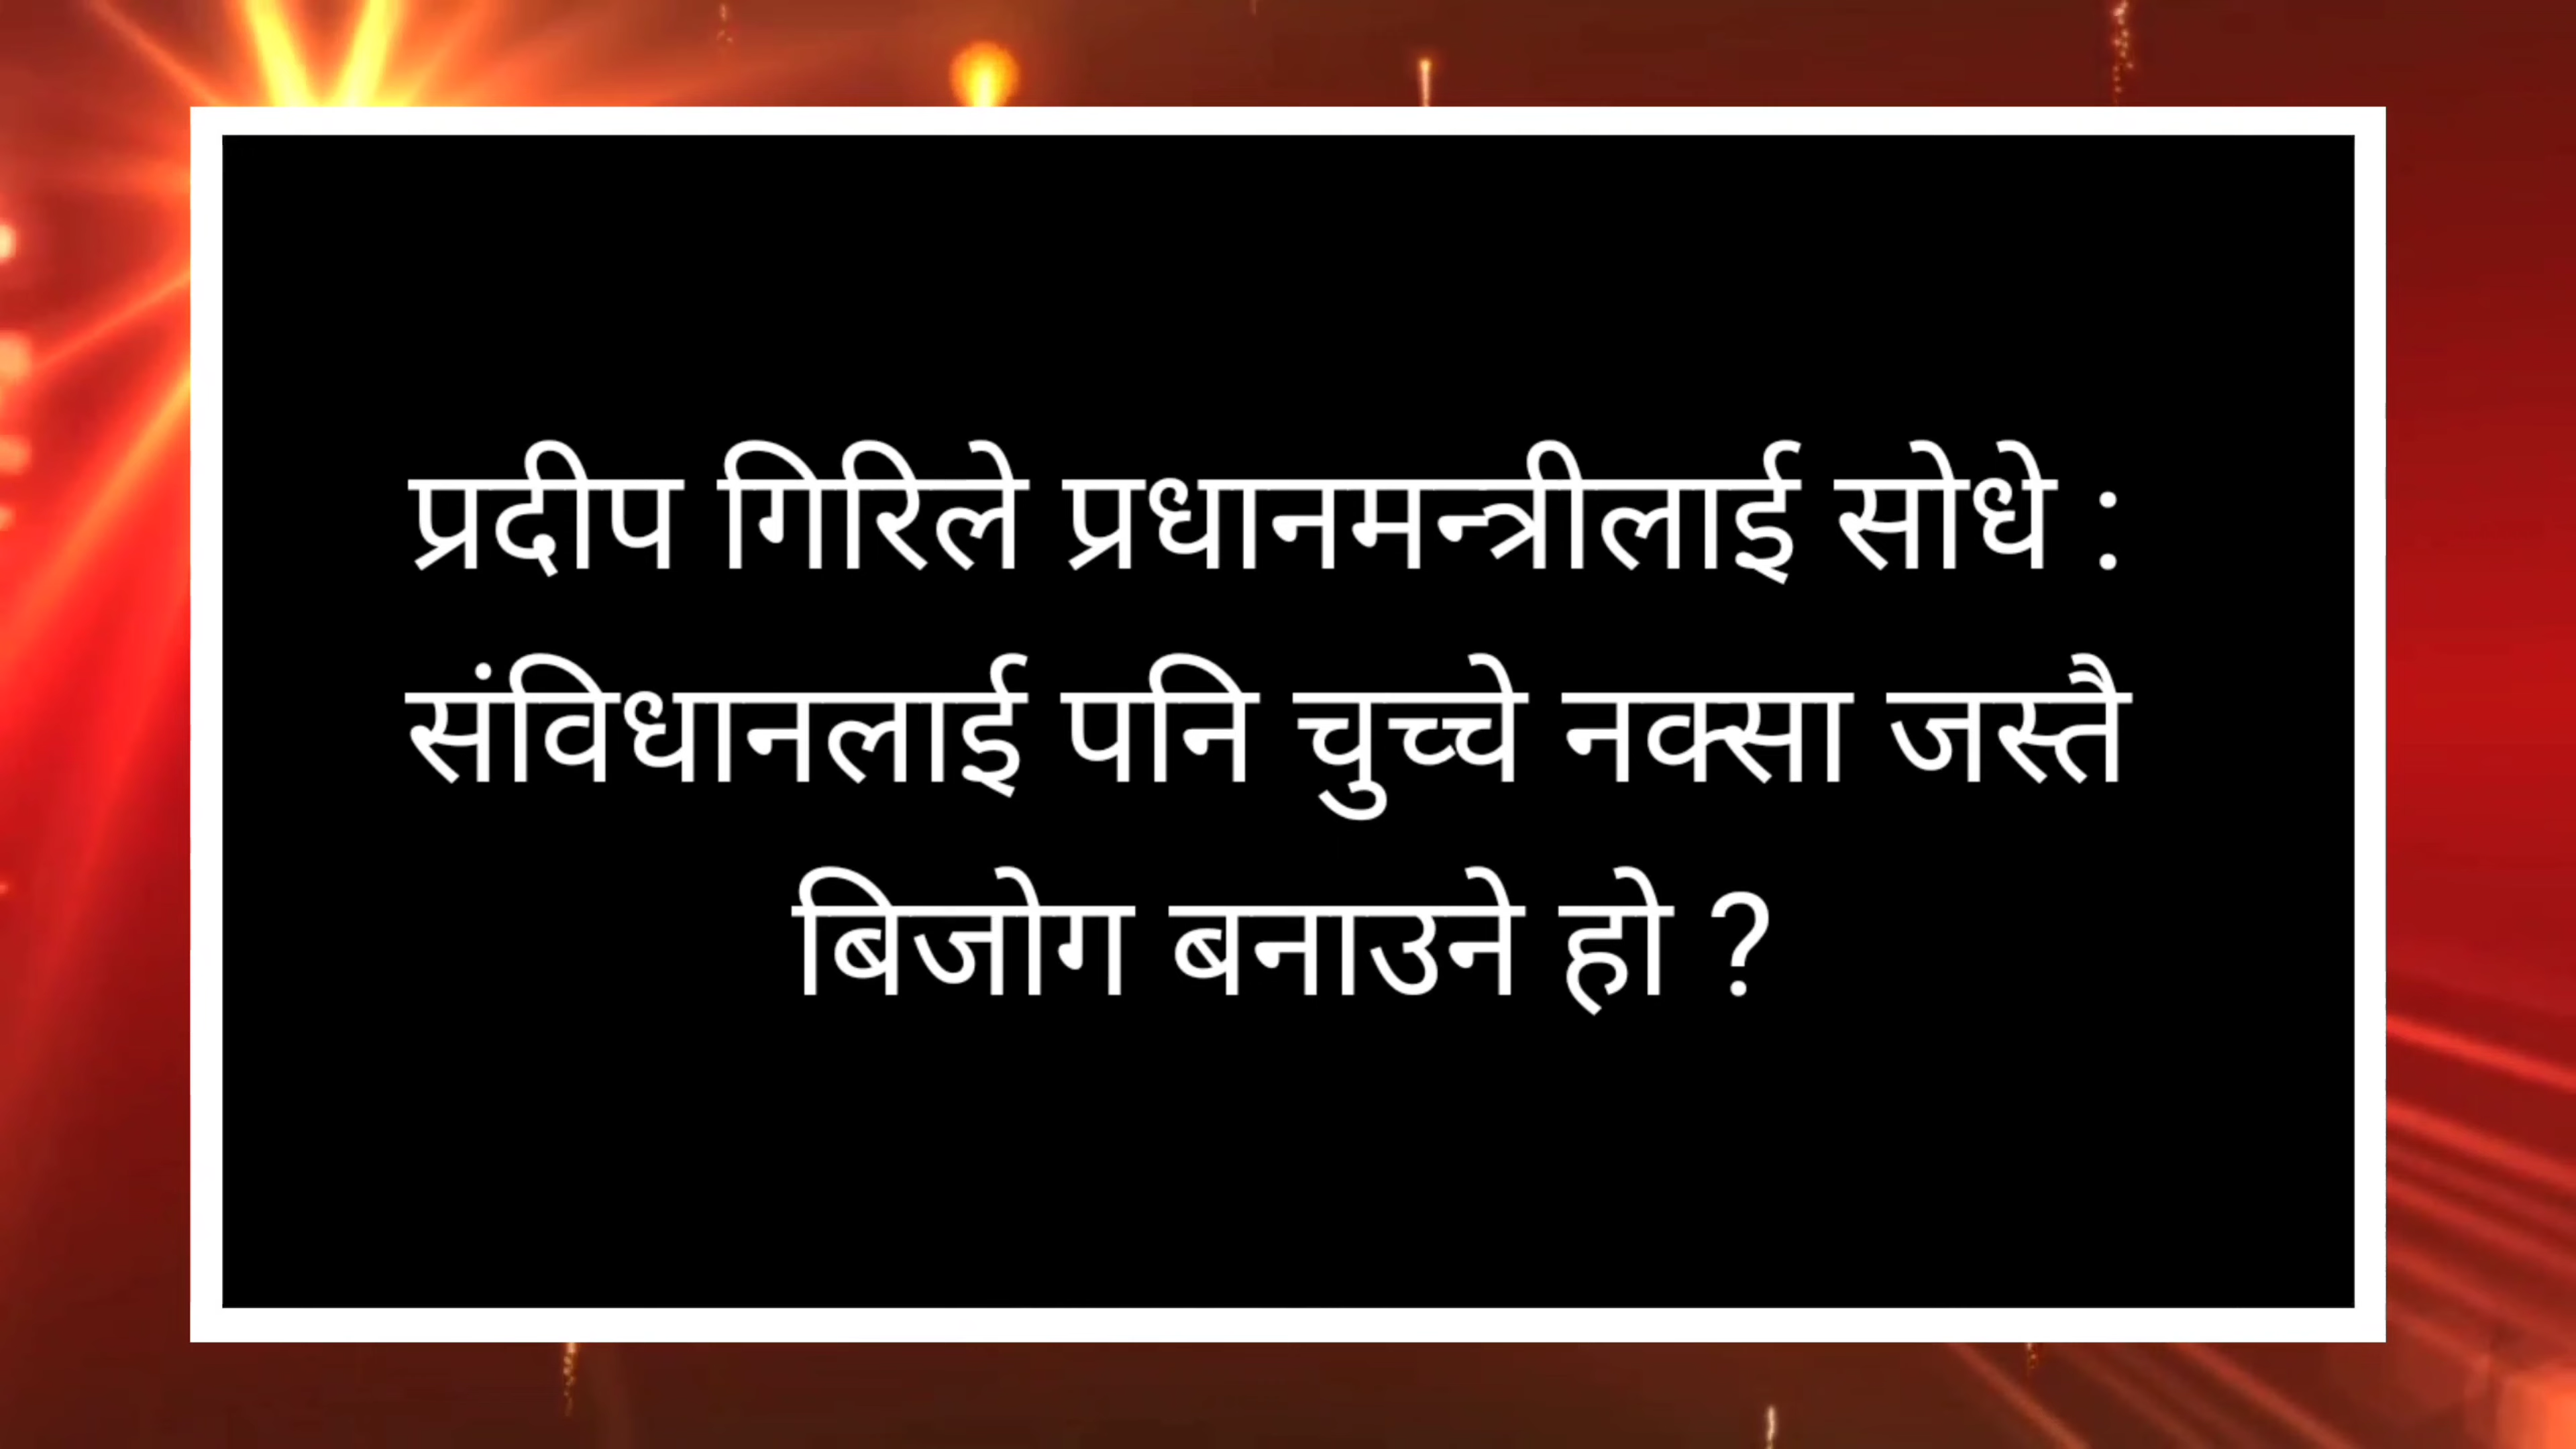 प्रदीप गिरिले प्रधानमन्त्रीलाई सोधे :
संविधानलाई पनि चुच्चे नक्सा जस्तै
बिजोग बनाउने हो ?